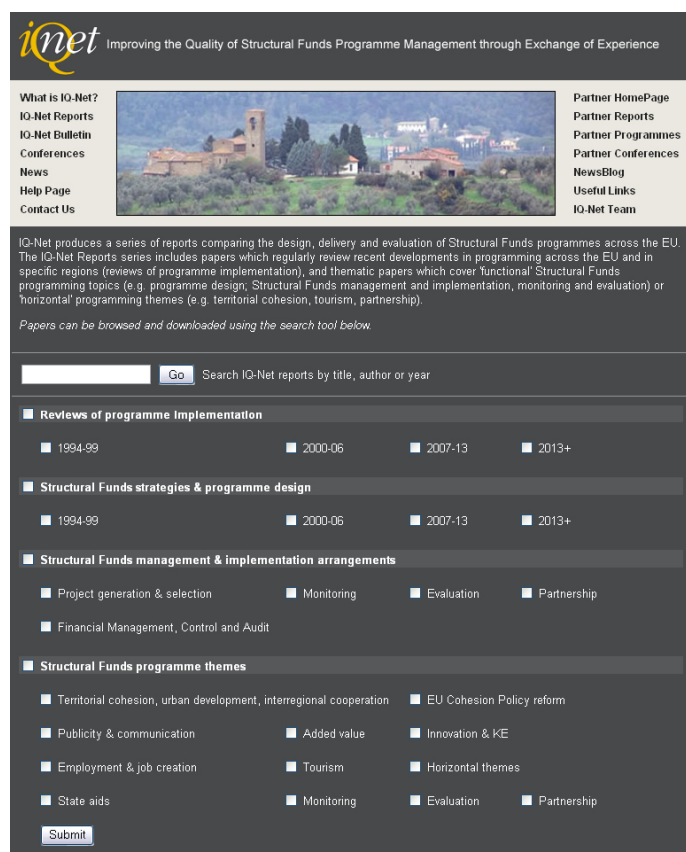 iQnet Improving the Quality of Structural Funds Programme Management through Exchange of Experience
What is IQ-Net?
IQ-Net Reports
IQ-Net Bulletin
Conferences
News
Help Page
Contact Us
Partner HomePage
Partner Reports
Partner Programmes
Partner Conferences
NewsBlog
Useful Links
IQ-Net Team
IQ-Net produces a series of reports comparing the design, delivery and evaluation of Structural Funds programmes across the EU.
The IQ-Net Reports series includes papers which regularly review recent developments in programming across the EU and in
specific regions (reviews of programme implementation), and thematic papers which cover 'functional' Structural Funds
programming topics (e.g. programme design; Structural Funds management and implementation, monitoring and evaluation) or
'horizontal' programming themes (e.g. territorial cohesion, tourism, partnership).
Papers can be browsed and downloaded using the search tool below.
Go Search IQ-Net reports by title, author or year
Reviews of programme Implementation
1994-99 2000-06 2007-13 2013+
Structural Funds strategies & programme design
1994-99 2000-06 2007-13 2013+
Structural Funds management & implementation arrangements
Project generation & selection Monitoring Evaluation Partnership
Financial Management, Control and Audit
Structural Funds programme themes
Territorial cohesion, urban development, interregional cooperation EU Cohesion Policy reform
Publicity & communication Added value Innovation & KE
Employment & job creation Tourism Horizontal themes
State aids Monitoring Evaluation Partnership
Submit